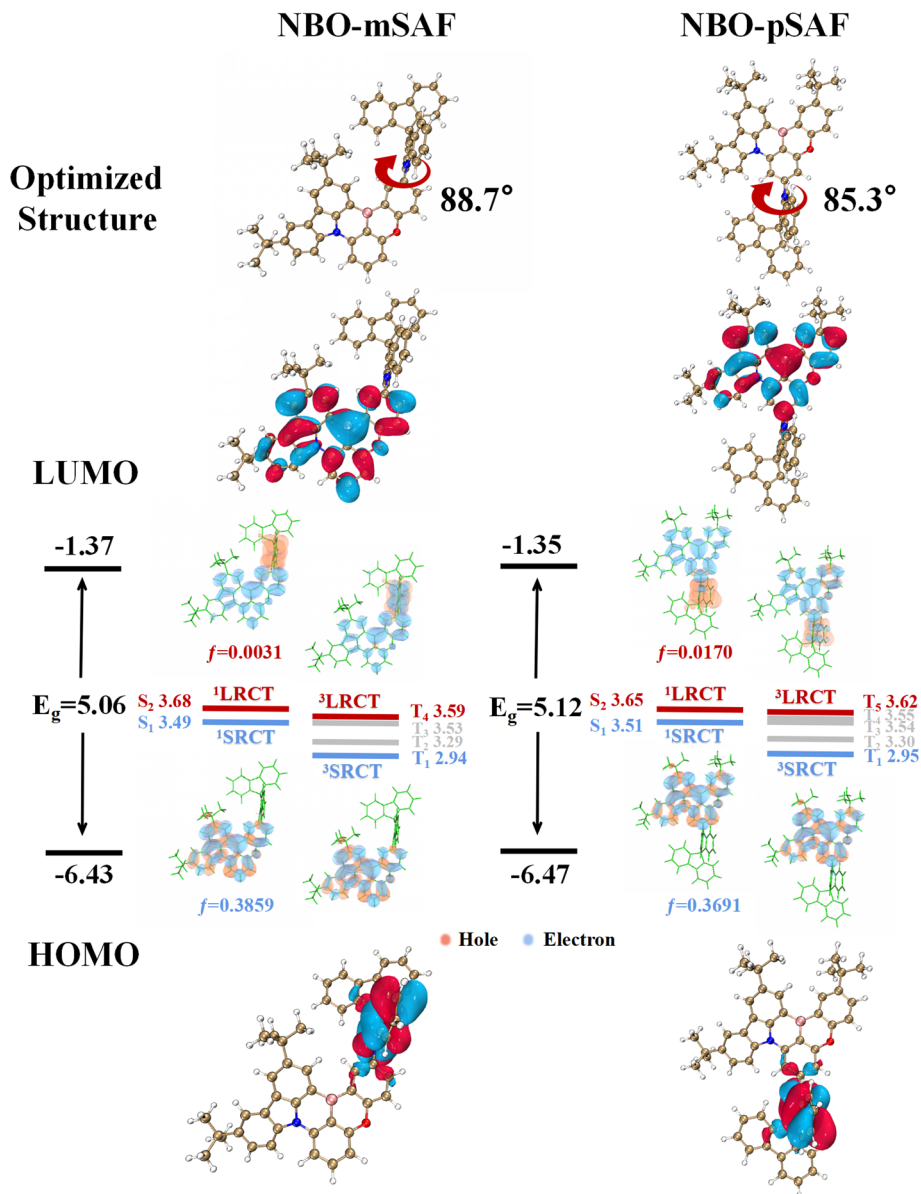 NBO-mSAF NBO-pSAF
Optimized
Structure
88.7° 85.3°
LUMO
-1.37 -1.35
f=0.0031 f=0.0170
Eg=5.06
S2 3.68 ¹LRCT ³LRCT T4 3.59
T3 3.53
S1 3.49 ¹SRCT T2 3.29
³SRCT T1 2.94
Eg=5.12
S2 3.65 ¹LRCT ³LRCT T5 3.62
T4 3.55
T3 3.54
S1 3.51 ¹SRCT T2 3.30
³SRCT T1 2.95
-6.43 -6.47
f=0.3859 f=0.3691
Hole Electron
HOMO